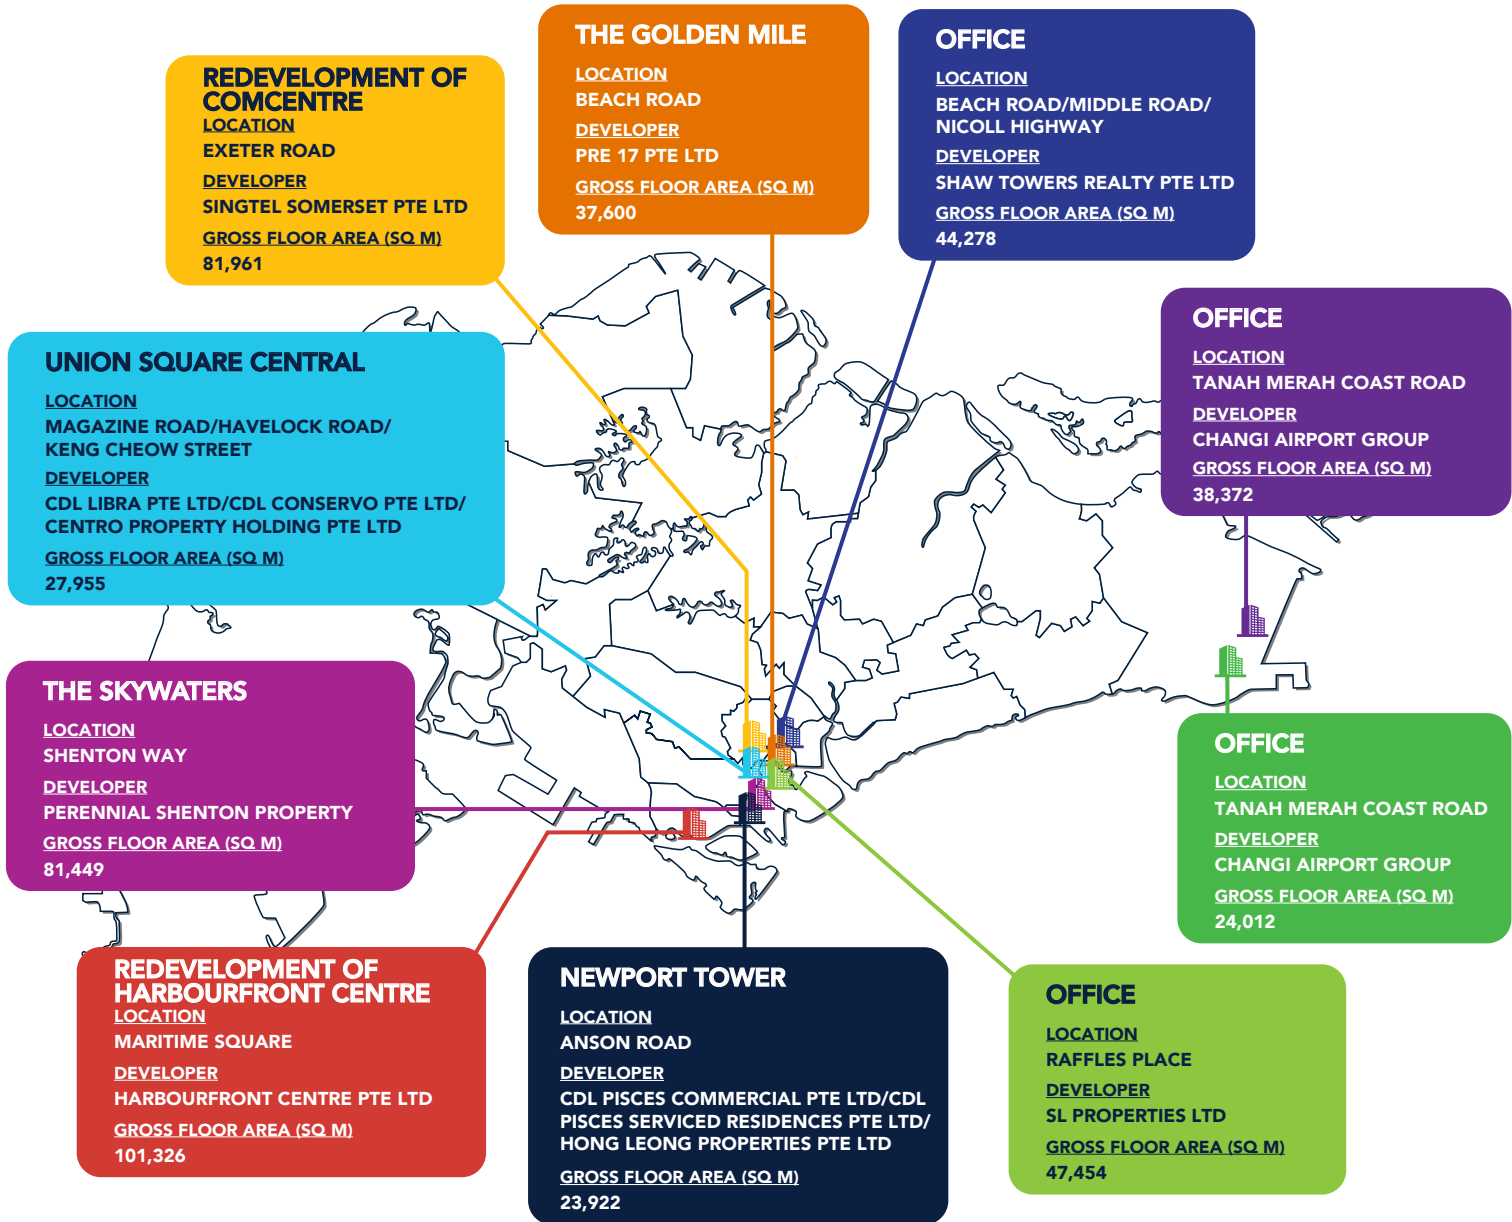 THE GOLDEN MILE
LOCATION
BEACH ROAD
DEVELOPER
PRE 17 PTE LTD
GROSS FLOOR AREA (SQ M)
37,600
OFFICE
LOCATION
BEACH ROAD/MIDDLE ROAD/
NICOLL HIGHWAY
DEVELOPER
SHAW TOWERS REALTY PTE LTD
GROSS FLOOR AREA (SQ M)
44,278
REDEVELOPMENT OF
COMCENTRE
LOCATION
EXETER ROAD
DEVELOPER
SINGTEL SOMERSET PTE LTD
GROSS FLOOR AREA (SQ M)
81,961
OFFICE
LOCATION
TANAH MERAH COAST ROAD
DEVELOPER
CHANGI AIRPORT GROUP
GROSS FLOOR AREA (SQ M)
38,372
UNION SQUARE CENTRAL
LOCATION
MAGAZINE ROAD/HAVELOCK ROAD/
KENG CHEOW STREET
DEVELOPER
CDL LIBRA PTE LTD/CDL CONSERVO PTE LTD/
CENTRO PROPERTY HOLDING PTE LTD
GROSS FLOOR AREA (SQ M)
27,955
THE SKYWATERS
LOCATION
SHENTON WAY
DEVELOPER
PERENNIAL SHENTON PROPERTY
GROSS FLOOR AREA (SQ M)
81,449
OFFICE
LOCATION
TANAH MERAH COAST ROAD
DEVELOPER
CHANGI AIRPORT GROUP
GROSS FLOOR AREA (SQ M)
24,012
REDEVELOPMENT OF
HARBOURFRONT CENTRE
LOCATION
MARITIME SQUARE
DEVELOPER
HARBOURFRONT CENTRE PTE LTD
GROSS FLOOR AREA (SQ M)
101,326
NEWPORT TOWER
LOCATION
ANSON ROAD
DEVELOPER
CDL PISCES COMMERCIAL PTE LTD/CDL
PISCES SERVICED RESIDENCES PTE LTD/
HONG LEONG PROPERTIES PTE LTD
GROSS FLOOR AREA (SQ M)
23,922
OFFICE
LOCATION
RAFFLES PLACE
DEVELOPER
SL PROPERTIES LTD
GROSS FLOOR AREA (SQ M)
47,454